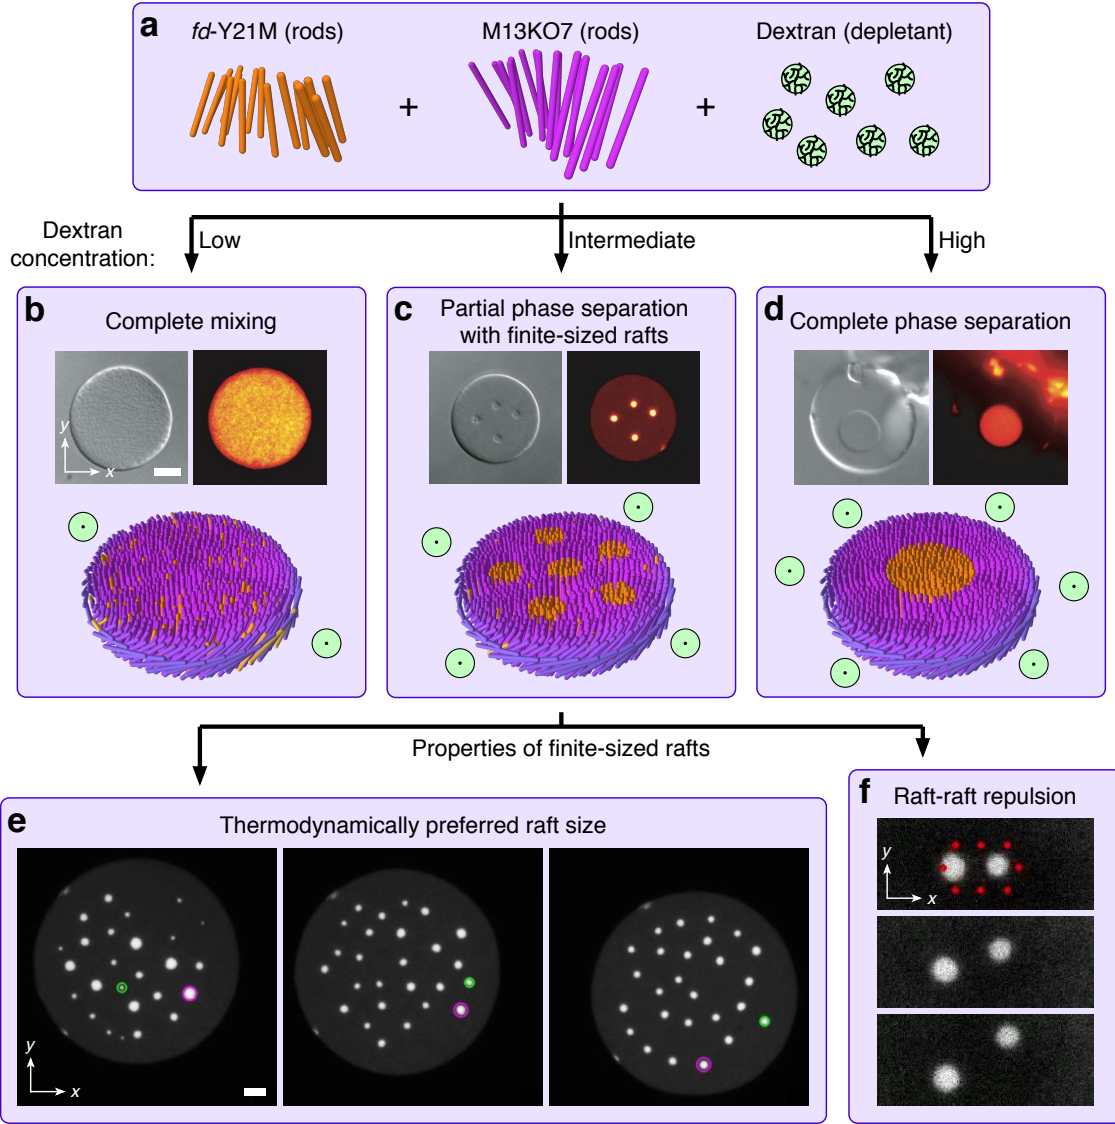 a
fd-Y21M (rods)
M13KO7 (rods)
Dextran (depletant)
+
+
Dextran
concentration:
Low
Intermediate
High
b
Complete mixing
y
x
c
Partial phase separation
with finite-sized rafts
d
Complete phase separation
Properties of finite-sized rafts
e
Thermodynamically preferred raft size
y
x
f
Raft-raft repulsion
y
x